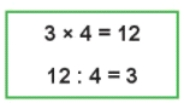 3 × 4 = 12
12 : 4 = 3